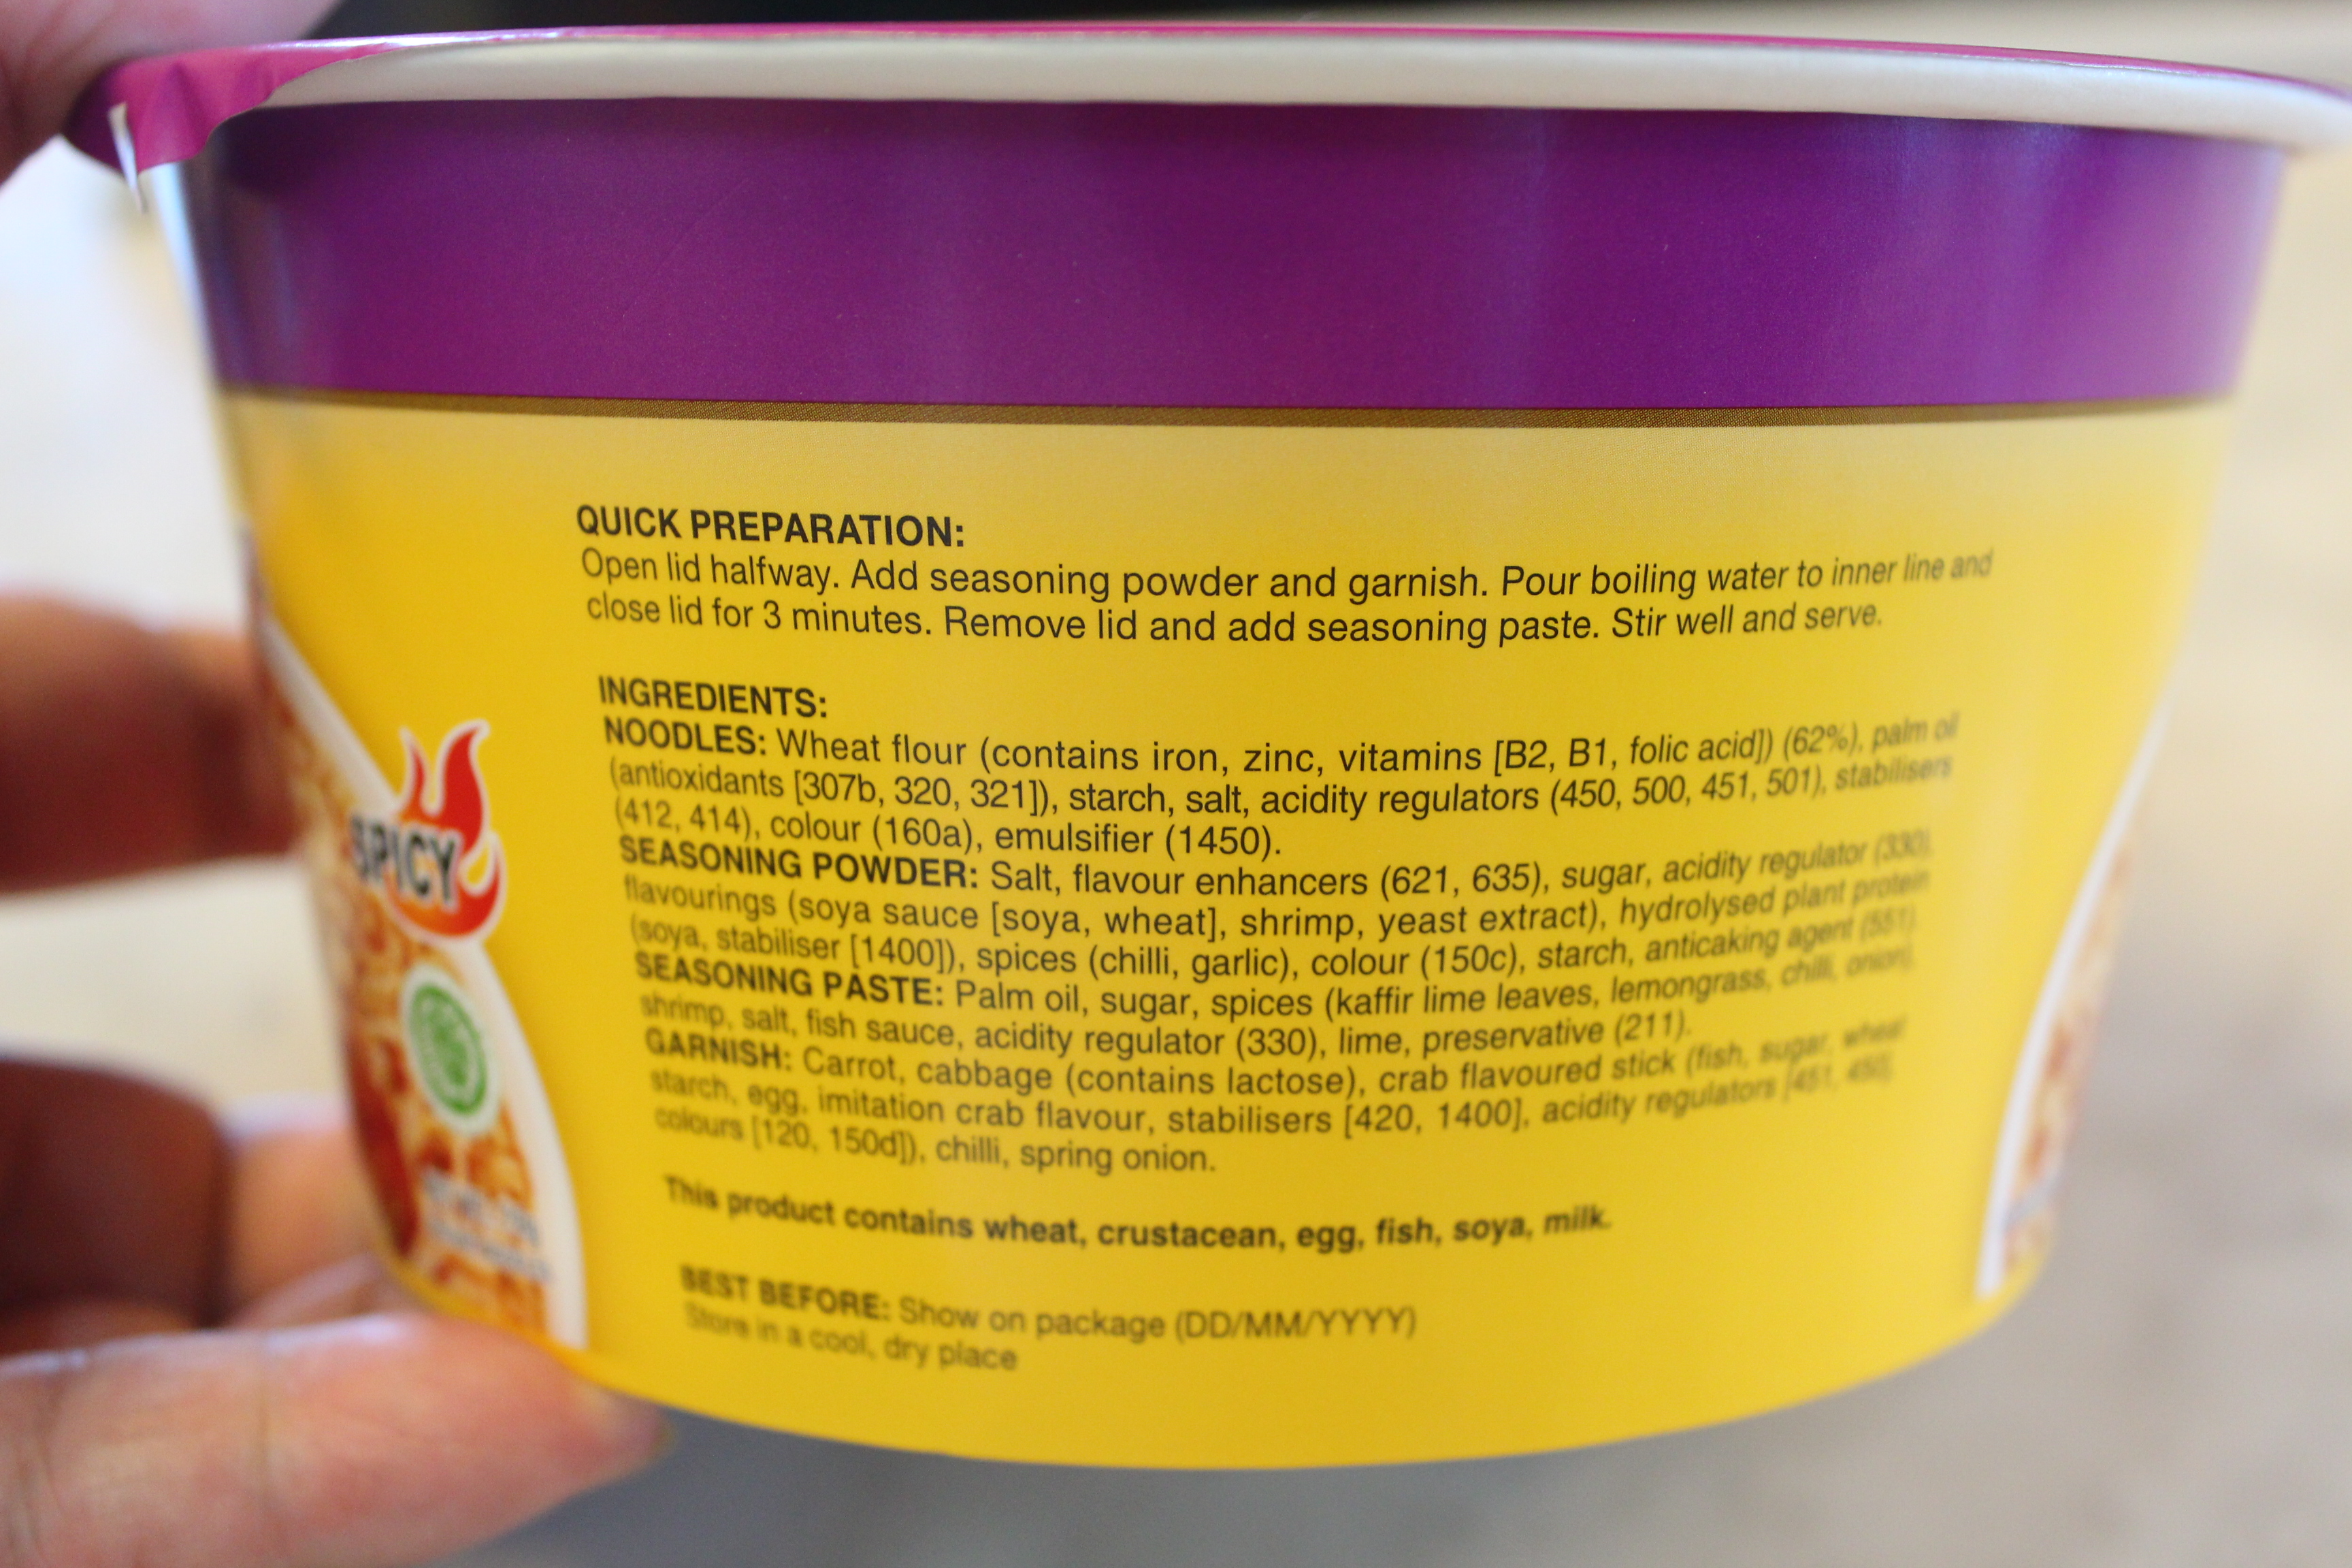 QUICK PREPARATION:
Open lid halfway. Add seasoning powder and garnish. Pour boiling water to inner line and
close lid for 3 minutes. Remove lid and add seasoning paste. Stir well and serve.
INGREDIENTS:
NOODLES: Wheat flour (contains iron, zinc, vitamins [B2, B1, folic acid]) (62%), palm oil
(antioxidants [307b, 320, 321]), starch, salt, acidity regulators (450, 500, 451, 501), stabilisers
(412, 414), colour (160a), emulsifier (1450).
SEASONING POWDER: Salt, flavour enhancers (621, 635), sugar, acidity regulator (330),
flavourings (soya sauce [soya, wheat], shrimp, yeast extract), hydrolysed plant protein
(soya, stabiliser [1400]), spices (chilli, garlic), colour (150c), starch, anticaking agent (551).
SEASONING PASTE: Palm oil, sugar, spices (kaffir lime leaves, lemongrass, chilli, onion),
shrimp, salt, fish sauce, acidity regulator (330), lime, preservative (211).
GARNISH: Carrot, cabbage (contains lactose), crab flavoured stick (fish, sugar, wheat
starch, egg, imitation crab flavour, stabilisers [420, 1400], acidity regulators [451, 450],
colours [120, 150d]), chilli, spring onion.
This product contains wheat, crustacean, egg, fish, soya, milk.
BEST BEFORE: Show on package (DD/MM/YYYY)
Store in a cool, dry place
SPICY